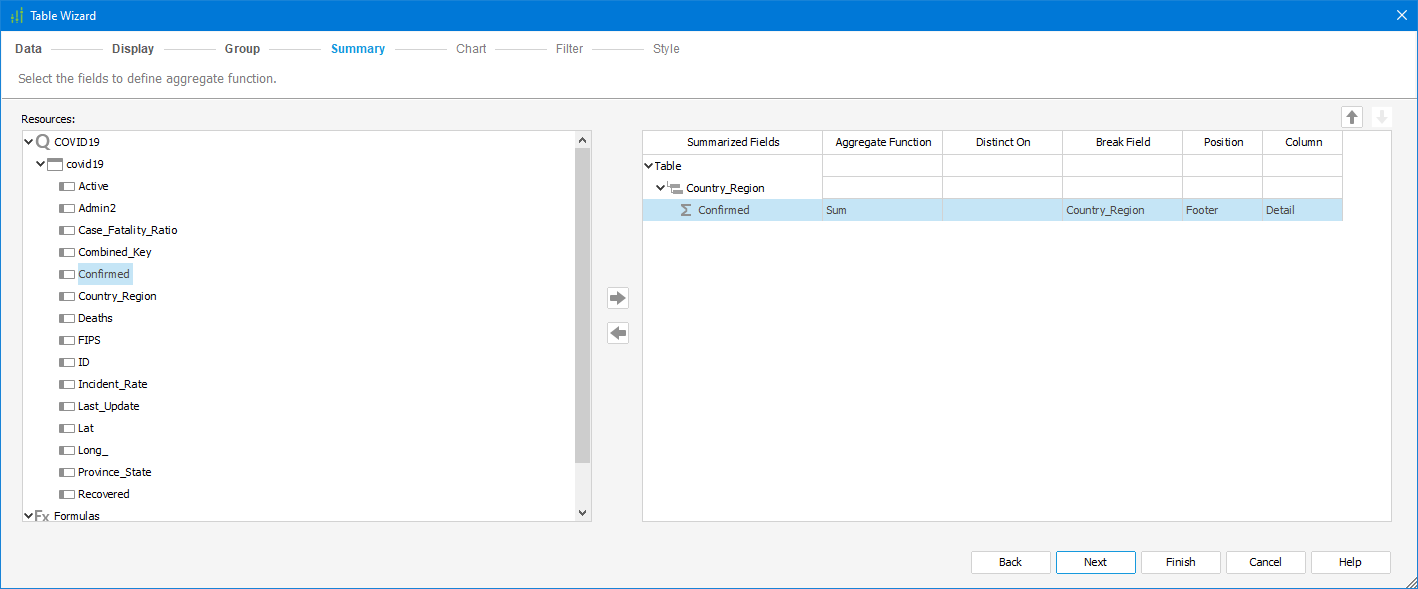 Table Wizard
Data Display Group Summary Chart Filter Style
Select the fields to define aggregate function.
Resources:
COVID19
covid19
Active
Admin2
Case_Fatality_Ratio
Combined_Key
Confirmed
Country_Region
Deaths
FIPS
ID
Incident_Rate
Last_Update
Lat
Long_
Province_State
Recovered
Fx Formulas
Summarized Fields Aggregate Function Distinct On Break Field Position Column
Table
Country_Region
Σ Confirmed Sum Country_Region Footer Detail
Back Next Finish Cancel Help